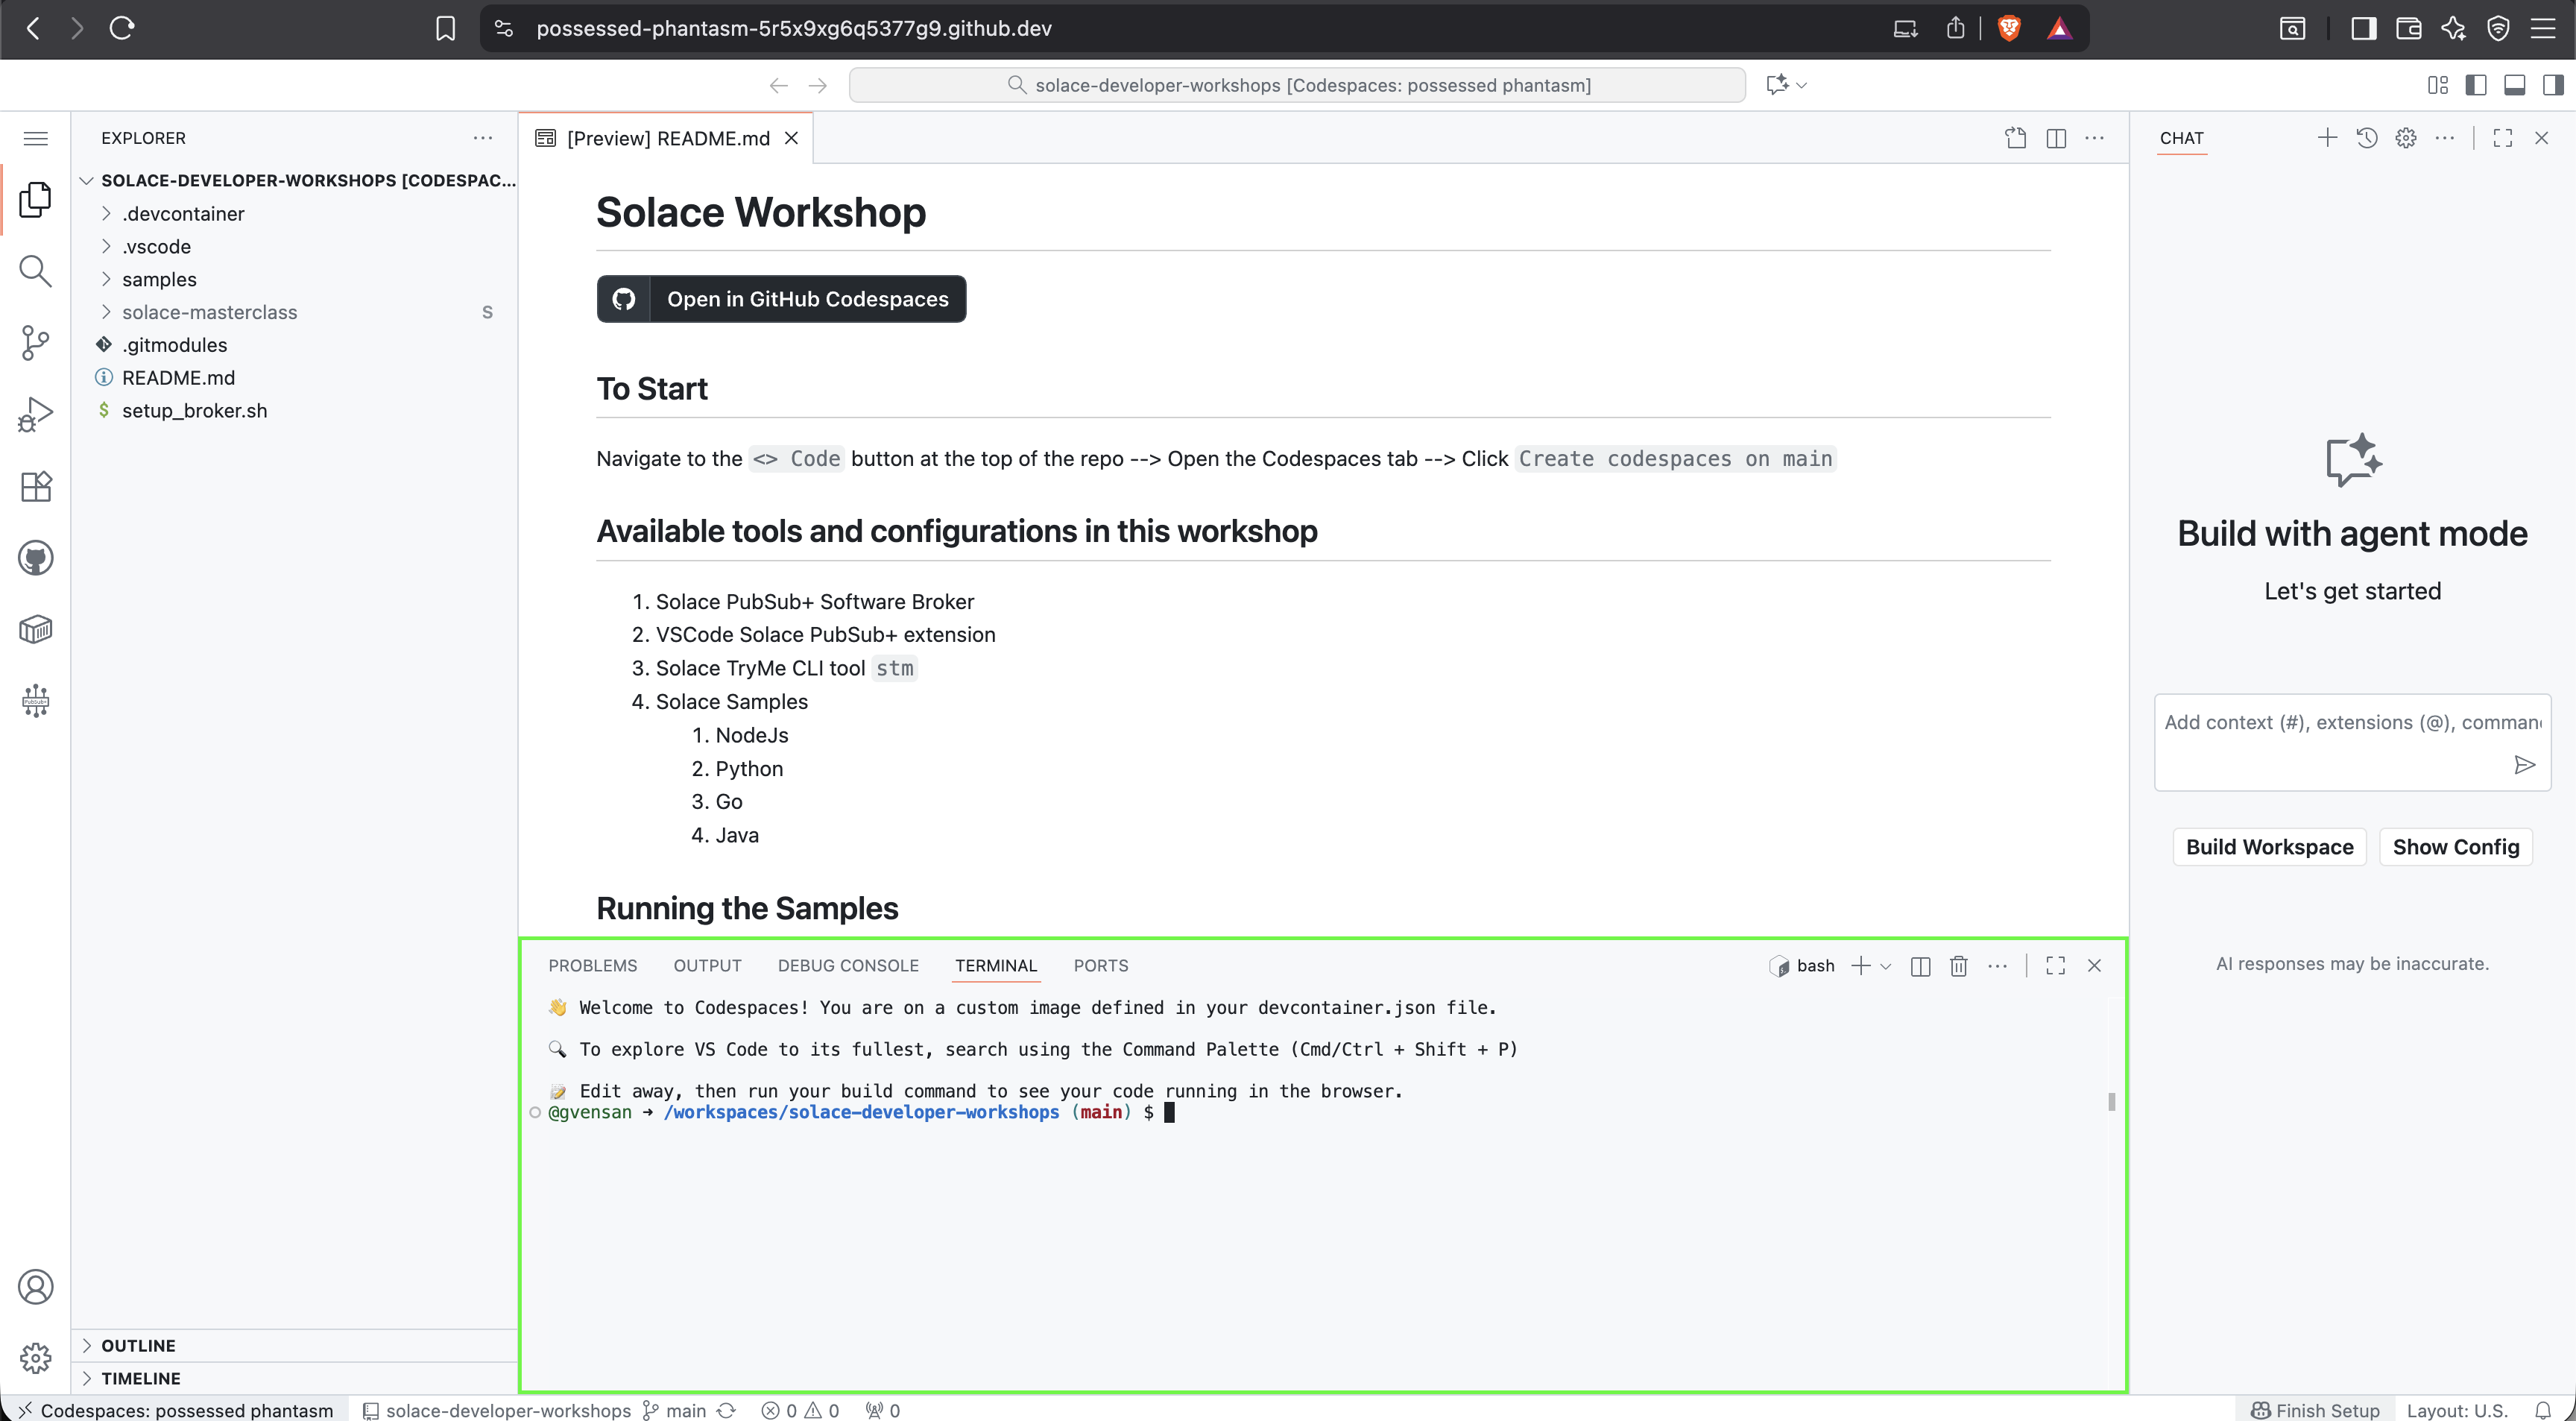 possessed-phantasm-5r5x9xg6q5377g9.github.dev
solace-developer-workshops [Codespaces: possessed phantasm]
EXPLORER
SOLACE-DEVELOPER-WORKSHOPS [CODESPAC...
.devcontainer
.vscode
samples
solace-masterclass S
.gitmodules
README.md
$ setup_broker.sh
OUTLINE
TIMELINE
[Preview] README.md
Solace Workshop
Open in GitHub Codespaces
To Start
Navigate to the <> Code button at the top of the repo --> Open the Codespaces tab --> Click Create codespaces on main
Available tools and configurations in this workshop
1. Solace PubSub+ Software Broker
2. VSCode Solace PubSub+ extension
3. Solace TryMe CLI tool stm
4. Solace Samples
1. NodeJs
2. Python
3. Go
4. Java
Running the Samples
PROBLEMS OUTPUT DEBUG CONSOLE TERMINAL PORTS
bash
👋 Welcome to Codespaces! You are on a custom image defined in your devcontainer.json file.
🔍 To explore VS Code to its fullest, search using the Command Palette (Cmd/Ctrl + Shift + P)
📝 Edit away, then run your build command to see your code running in the browser.
@gvensan ➜ /workspaces/solace-developer-workshops (main) $
CHAT
Build with agent mode
Let's get started
Add context (#), extensions (@), comman
Build Workspace Show Config
AI responses may be inaccurate.
Codespaces: possessed phantasm solace-developer-workshops main 0 0 0 Finish Setup Layout: U.S.